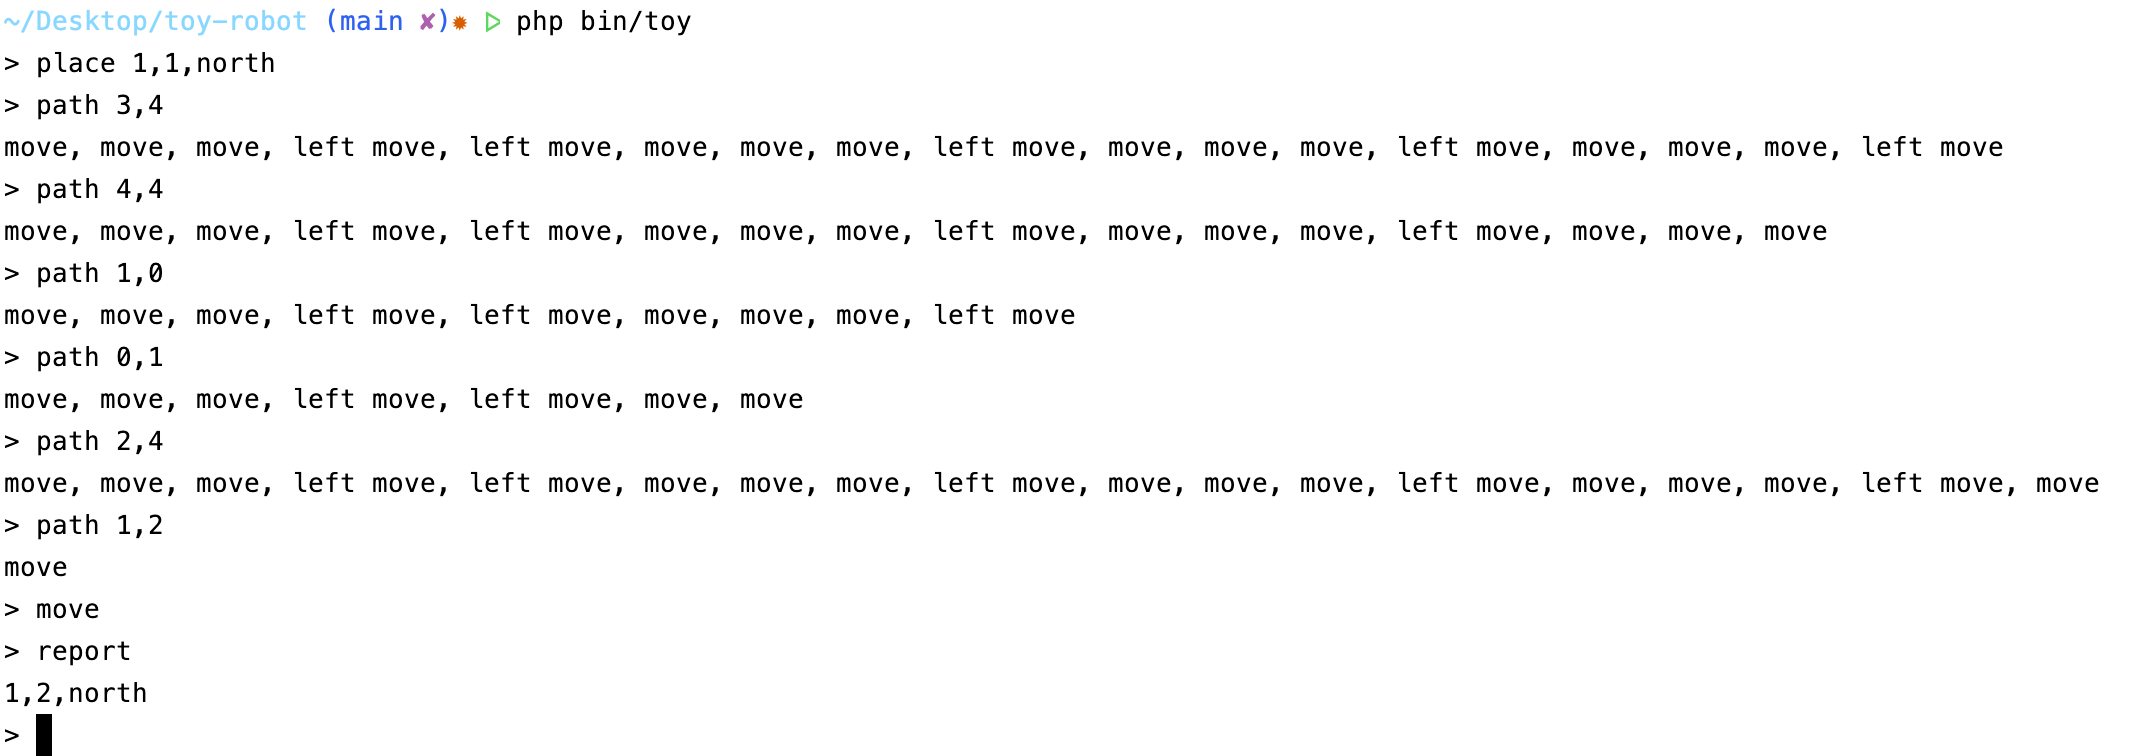 ~/Desktop/toy-robot (main ✘)✹ ▷ php bin/toy
> place 1,1,north
> path 3,4
move, move, move, left move, left move, move, move, move, left move, move, move, move, left move, move, move, move, left move
> path 4,4
move, move, move, left move, left move, move, move, move, left move, move, move, move, left move, move, move, move
> path 1,0
move, move, move, left move, left move, move, move, move, left move
> path 0,1
move, move, move, left move, left move, move, move
> path 2,4
move, move, move, left move, left move, move, move, move, left move, move, move, move, left move, move, move, move, left move, move
> path 1,2
move
> move
> report
1,2,north
>